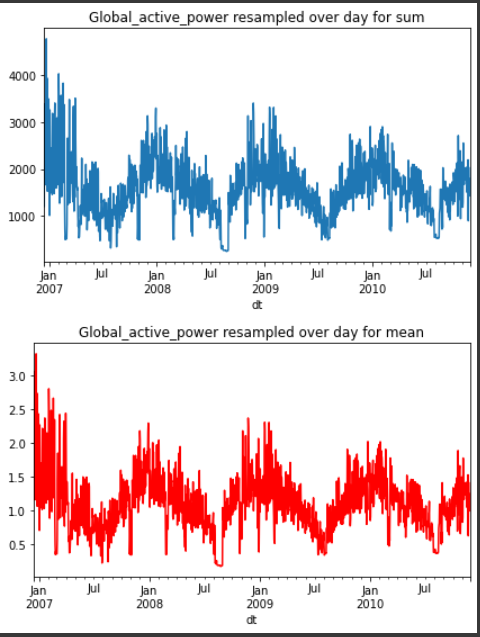 Global_active_power resampled over day for sum
4000
3000
2000
1000
Jan Jul Jan Jul Jan Jul Jan Jul
2007 2008 2009 2010
dt
Global_active_power resampled over day for mean
3.0
2.5
2.0
1.5
1.0
0.5
Jan Jul Jan Jul Jan Jul Jan Jul
2007 2008 2009 2010
dt